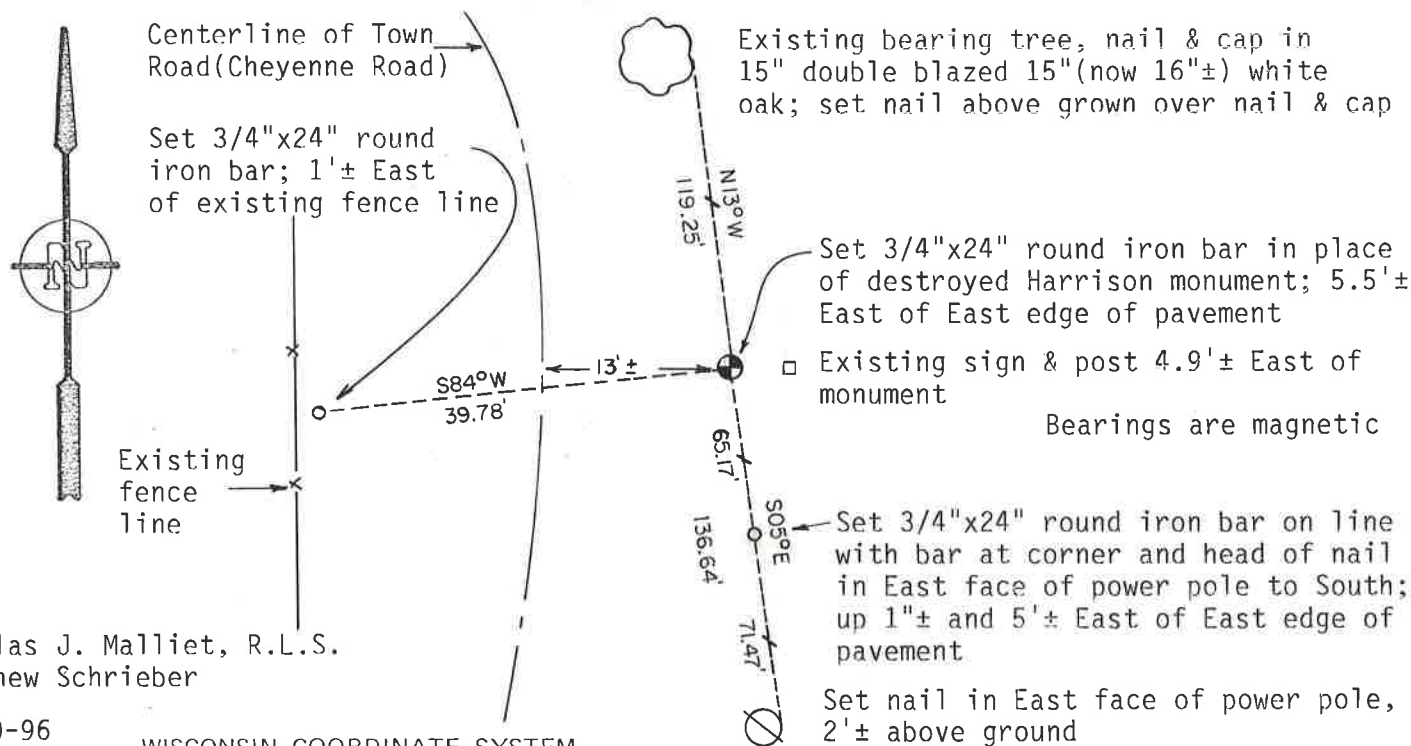 Centerline of Town
Road(Cheyenne Road)
Existing bearing tree, nail & cap in
15" double blazed 15"(now 16"±) white
oak; set nail above grown over nail & cap
Set 3/4"x24" round
iron bar; 1'± East
of existing fence line
N13°W
119.25'
N
Set 3/4"x24" round iron bar in place
of destroyed Harrison monument; 5.5'±
East of East edge of pavement
13'±
Existing sign & post 4.9'± East of
monument
S84°W
39.78'
Bearings are magnetic
Existing
fence
line
65.17'
S05°E
136.64'
71.47'
Set 3/4"x24" round iron bar on line
with bar at corner and head of nail
in East face of power pole to South;
up 1"± and 5'± East of East edge of
pavement
las J. Malliet, R.L.S.
new Schrieber
Set nail in East face of power pole,
2'± above ground
-96
WISCONSIN COORDINATE SYSTEM